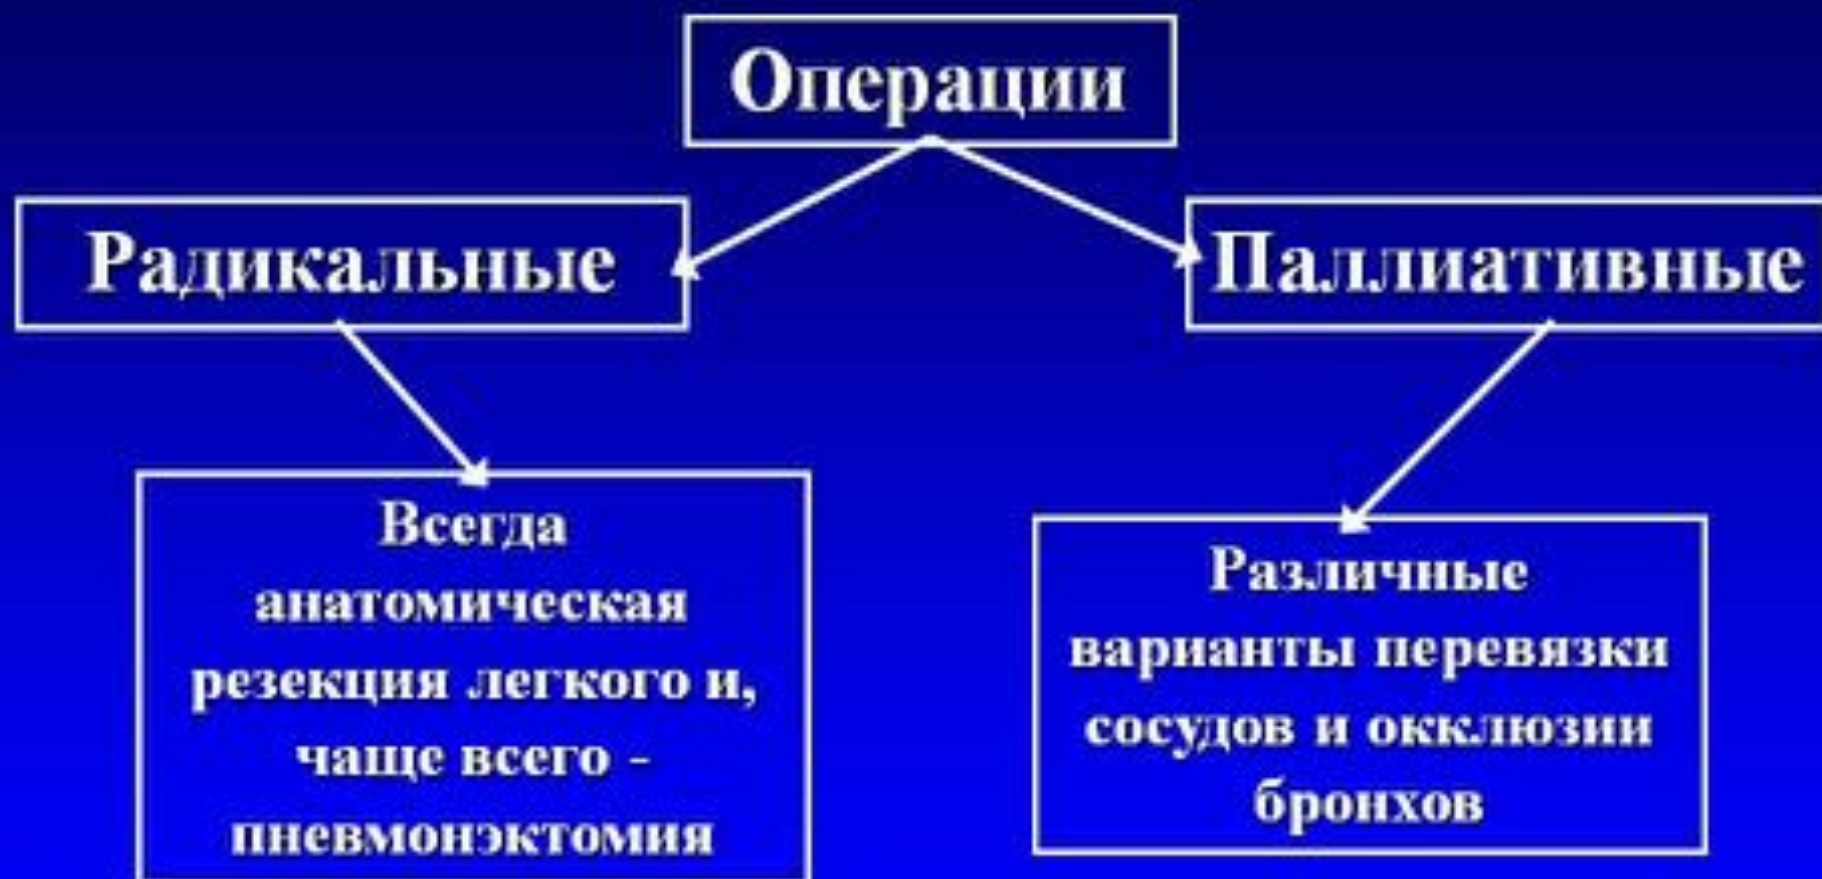 Операции
Радикальные
Паллиативные
Всегда
анатомическая
резекция легкого и,
чаще всего -
пневмонэктомия
Различные
варианты перевязки
сосудов и окклюзии
бронхов